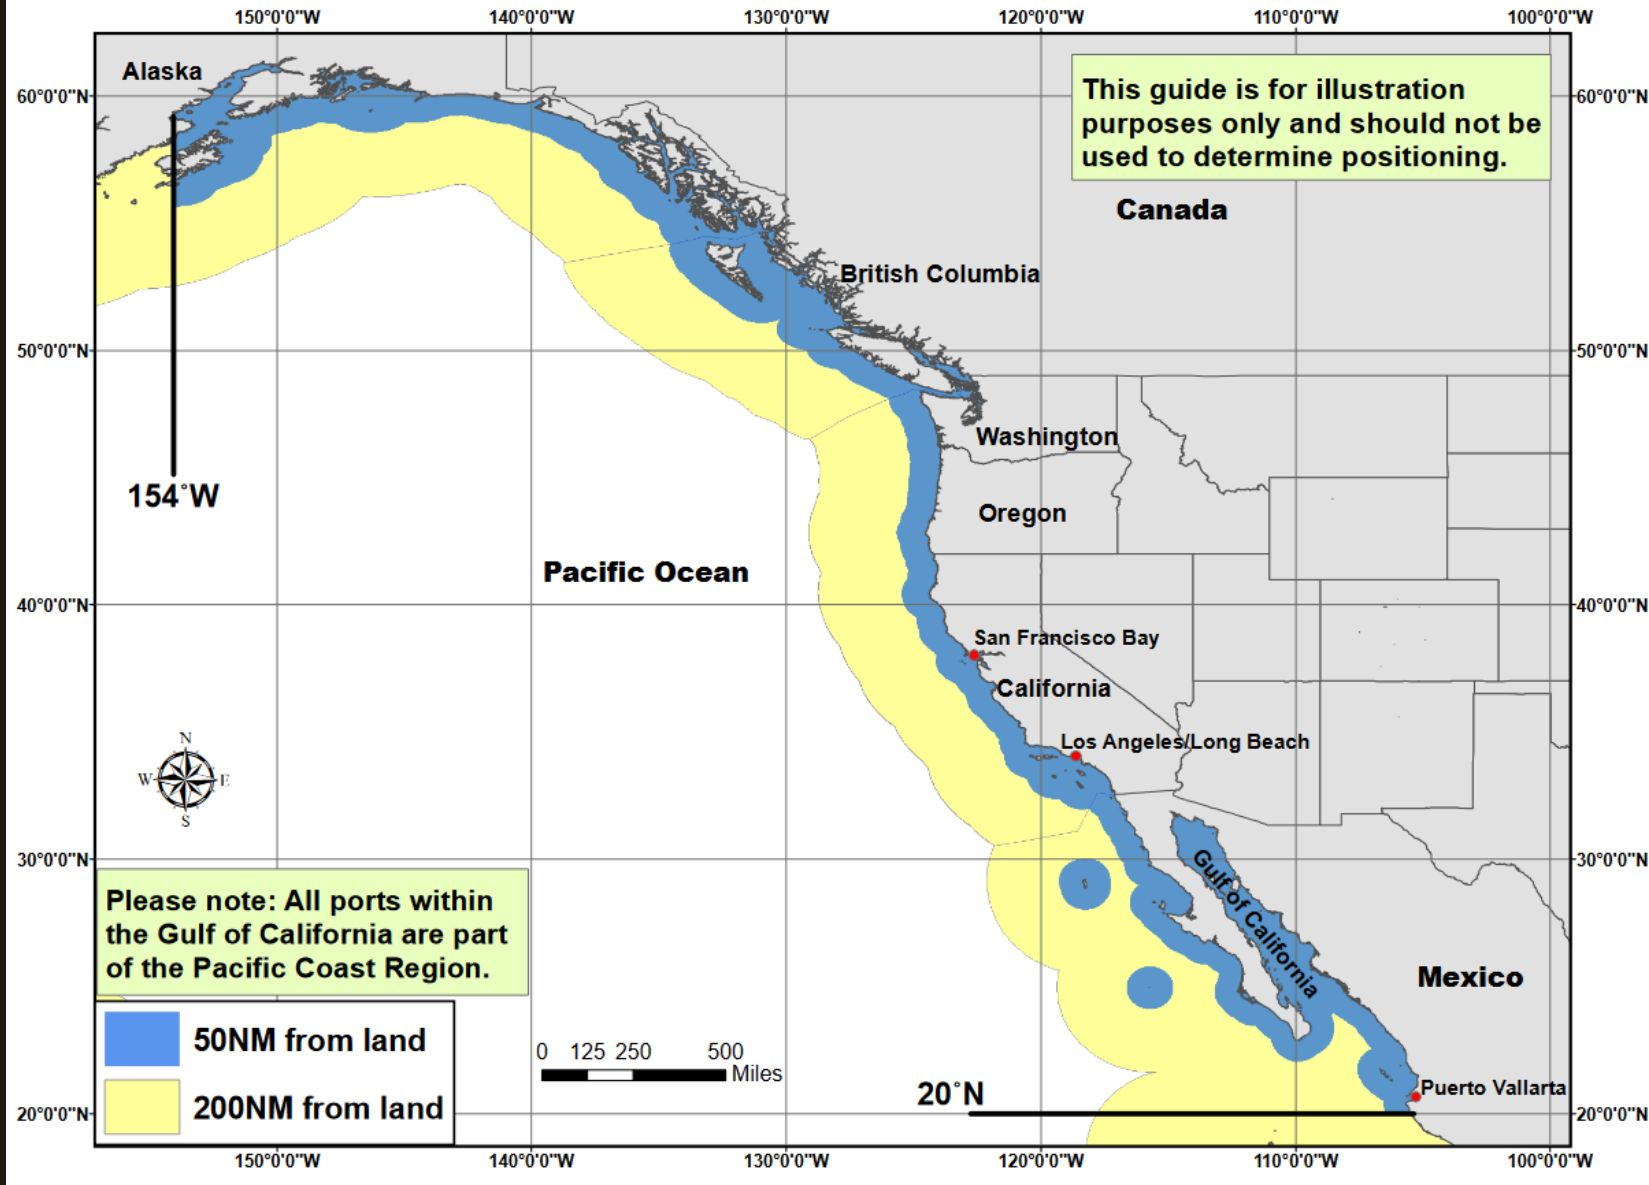 150°0'0"W 140°0'0"W 130°0'0"W 120°0'0"W 110°0'0"W 100°0'0"W
Alaska
60°0'0"N
60°0'0"N
This guide is for illustration
purposes only and should not be
used to determine positioning.
Canada
British Columbia
50°0'0"N
50°0'0"N
Washington
154°W
Oregon
Pacific Ocean
40°0'0"N
40°0'0"N
San Francisco Bay
California
Los Angeles/Long Beach
N
W E
S
30°0'0"N
30°0'0"N
Gulf of California
Please note: All ports within
the Gulf of California are part
of the Pacific Coast Region.
Mexico
50NM from land
200NM from land
0 125 250 500
Miles
20°N
Puerto Vallarta
20°0'0"N
20°0'0"N
150°0'0"W 140°0'0"W 130°0'0"W 120°0'0"W 110°0'0"W 100°0'0"W